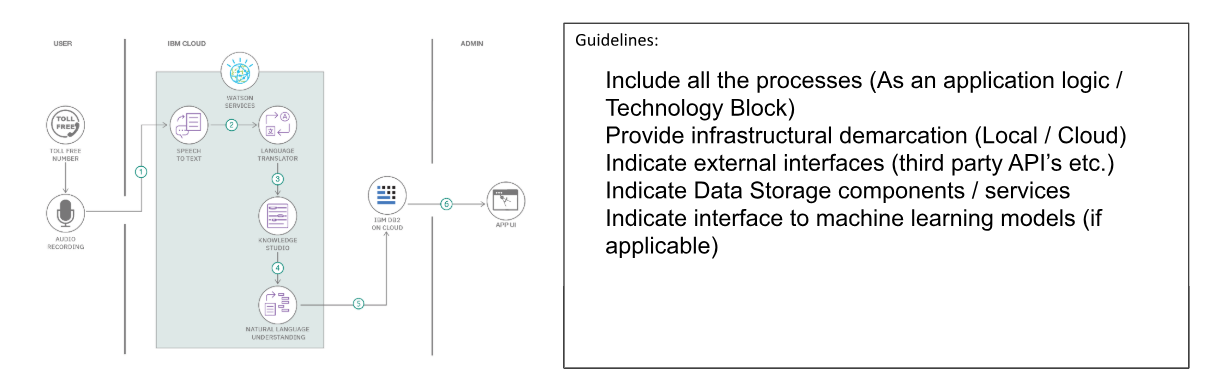 USER
IBM CLOUD
ADMIN
WATSON
SERVICES
TOLL
FREE
TOLL FREE
NUMBER
AUDIO
RECORDING
1
SPEECH
TO TEXT
2
A
LANGUAGE
TRANSLATOR
3
KNOWLEDGE
STUDIO
4
NATURAL LANGUAGE
UNDERSTANDING
5
IBM DB2
ON CLOUD
6
APP UI
Guidelines:
Include all the processes (As an application logic /
Technology Block)
Provide infrastructural demarcation (Local / Cloud)
Indicate external interfaces (third party API's etc.)
Indicate Data Storage components / services
Indicate interface to machine learning models (if
applicable)